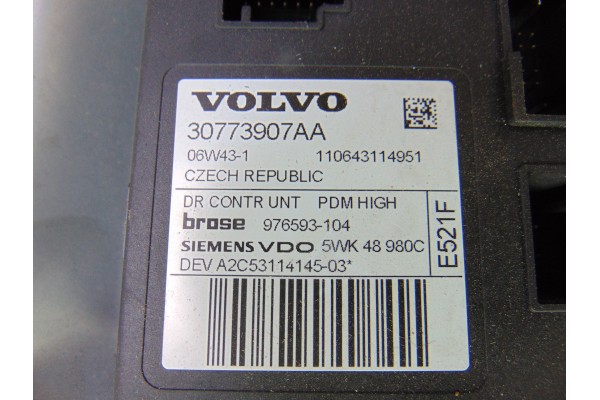 VOLVO
30773907AA
06W43-1 110643114951
CZECH REPUBLIC
DR CONTR UNT PDM HIGH
brose 976593-104
SIEMENS VDO 5WK 48 980C
DEV A2C53114145-03*
E521F